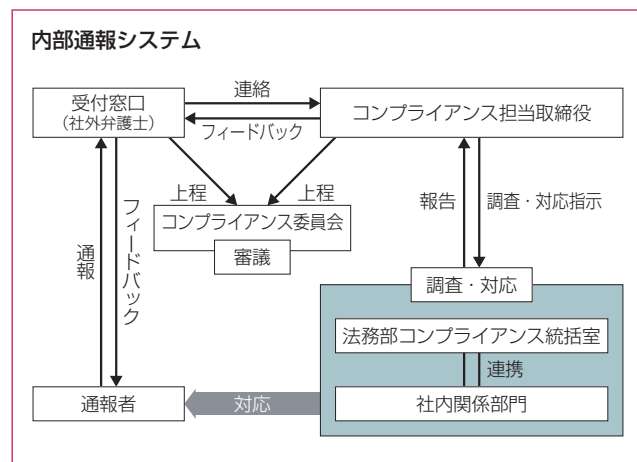 内部通報システム
受付窓口
（社外弁護士）
連絡
フィードバック
コンプライアンス担当取締役
上程
上程
コンプライアンス委員会
審議
通報
フィードバック
報告
調査・対応指示
調査・対応
法務部コンプライアンス統括室
連携
社内関係部門
対応
通報者